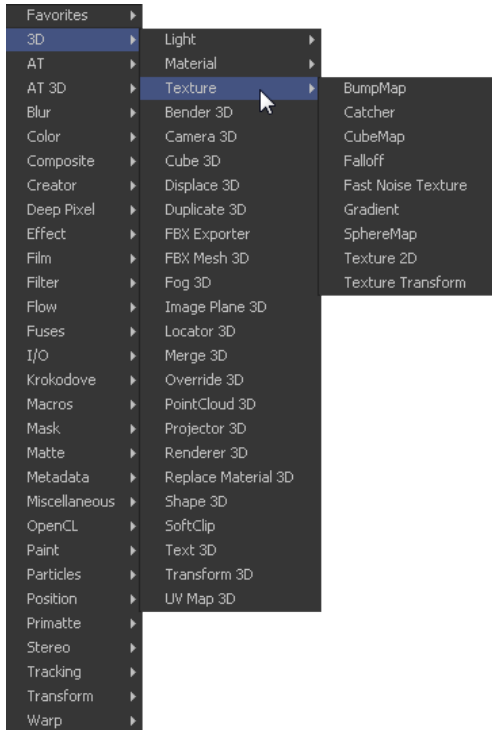 Favorites
3D
AT
AT 3D
Blur
Color
Composite
Creator
Deep Pixel
Effect
Film
Filter
Flow
Fuses
I/O
Krokodove
Macros
Mask
Matte
Metadata
Miscellaneous
OpenCL
Paint
Particles
Position
Primatte
Stereo
Tracking
Transform
Warp
Light
Material
Texture
Bender 3D
Camera 3D
Cube 3D
Displace 3D
Duplicate 3D
FBX Exporter
FBX Mesh 3D
Fog 3D
Image Plane 3D
Locator 3D
Merge 3D
Override 3D
PointCloud 3D
Projector 3D
Renderer 3D
Replace Material 3D
Shape 3D
SoftClip
Text 3D
Transform 3D
UV Map 3D
BumpMap
Catcher
CubeMap
Falloff
Fast Noise Texture
Gradient
SphereMap
Texture 2D
Texture Transform